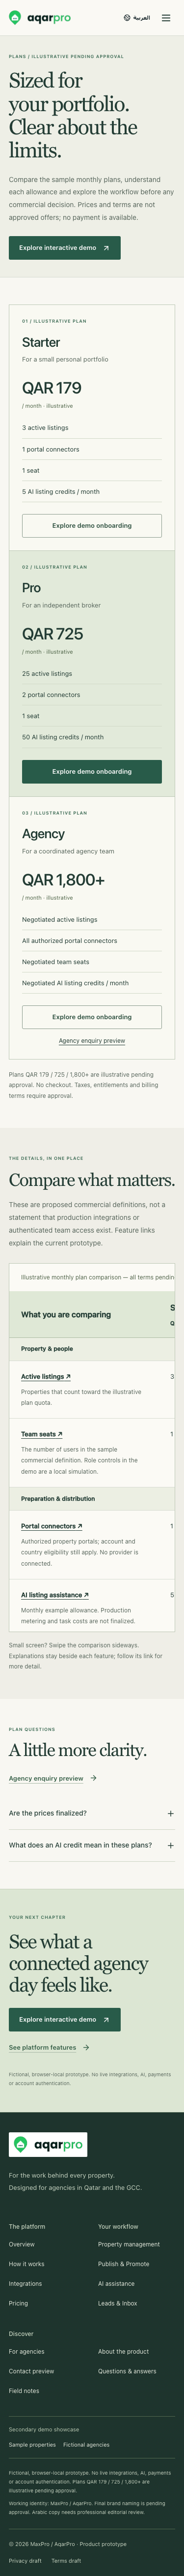 aqarpro
العربية
PLANS / ILLUSTRATIVE PENDING APPROVAL
Sized for
your portfolio.
Clear about the
limits.
Compare the sample monthly plans, understand
each allowance and explore the workflow before any
commercial decision. Prices and terms are not
approved offers; no payment is available.
Explore interactive demo ↗
01 / ILLUSTRATIVE PLAN
Starter
For a small personal portfolio
QAR 179
/ month · illustrative
3 active listings
1 portal connectors
1 seat
5 AI listing credits / month
Explore demo onboarding
02 / ILLUSTRATIVE PLAN
Pro
For an independent broker
QAR 725
/ month · illustrative
25 active listings
2 portal connectors
1 seat
50 AI listing credits / month
Explore demo onboarding
03 / ILLUSTRATIVE PLAN
Agency
For a coordinated agency team
QAR 1,800+
/ month · illustrative
Negotiated active listings
All authorized portal connectors
Negotiated team seats
Negotiated AI listing credits / month
Explore demo onboarding
Agency enquiry preview
Plans QAR 179 / 725 / 1,800+ are illustrative pending
approval. No checkout. Taxes, entitlements and billing
terms require approval.
THE DETAILS, IN ONE PLACE
Compare what matters.
These are proposed commercial definitions, not a
statement that production integrations or
authenticated team access exist. Feature links
explain the current prototype.
Illustrative monthly plan comparison — all terms pendin
What you are comparing
S
Q
Property & people
Active listings ↗ 3
Properties that count toward the illustrative
plan quota.
Team seats ↗ 1
The number of users in the sample
commercial definition. Role controls in the
demo are a local simulation.
Preparation & distribution
Portal connectors ↗ 1
Authorized property portals; account and
country eligibility still apply. No provider is
connected.
AI listing assistance ↗ 5
Monthly example allowance. Production
metering and task costs are not finalized.
Small screen? Swipe the comparison sideways.
Explanations stay beside each feature; follow its link for
more detail.
PLAN QUESTIONS
A little more clarity.
Agency enquiry preview →
Are the prices finalized? +
What does an AI credit mean in these plans? +
YOUR NEXT CHAPTER
See what a
connected agency
day feels like.
Explore interactive demo ↗
See platform features →
Fictional, browser-local prototype. No live integrations, AI, payments
or account authentication.
aqarpro
For the work behind every property.
Designed for agencies in Qatar and the GCC.
The platform
Overview
How it works
Integrations
Pricing
Your workflow
Property management
Publish & Promote
AI assistance
Leads & Inbox
Discover
For agencies
Contact preview
Field notes
About the product
Questions & answers
Secondary demo showcase
Sample properties Fictional agencies
Fictional, browser-local prototype. No live integrations, AI, payments
or account authentication. Plans QAR 179 / 725 / 1,800+ are
illustrative pending approval.
Working identity: MaxPro / AqarPro. Final brand naming is pending
approval. Arabic copy needs professional editorial review.
© 2026 MaxPro / AqarPro · Product prototype
Privacy draft Terms draft